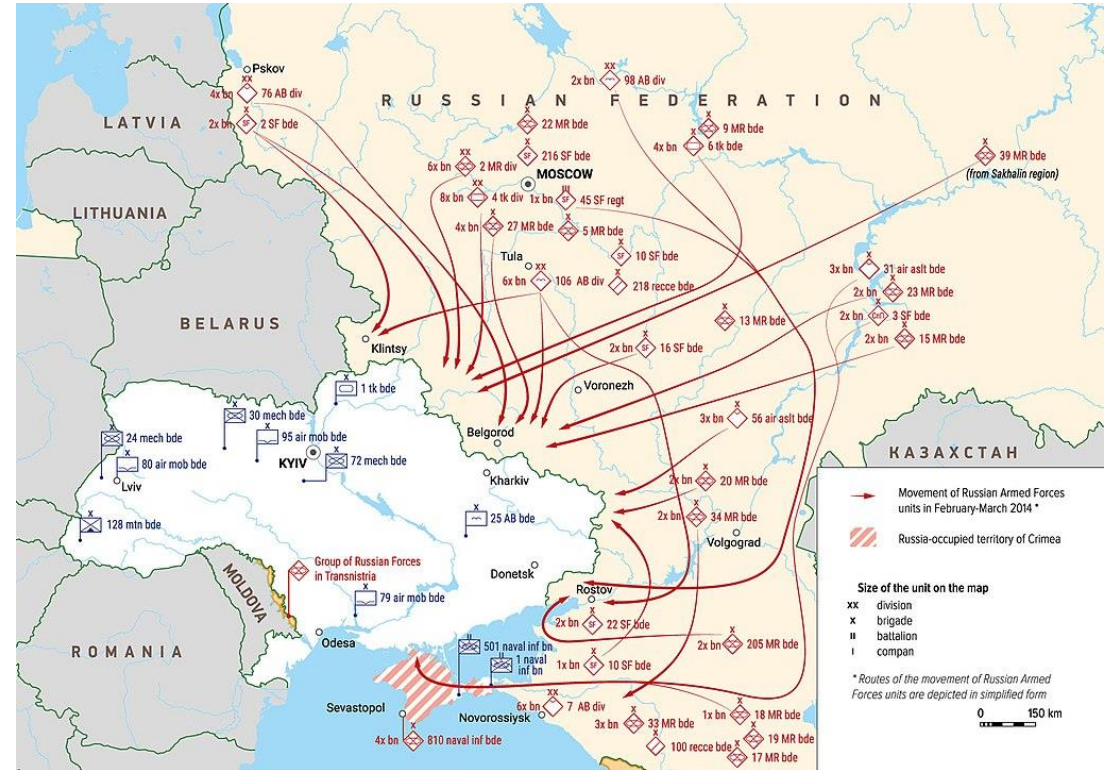 Pskov
XX
4x bn 76 AB div
X
2x bn SF 2 SF bde
LATVIA
LITHUANIA
BELARUS
RUSSIAN FEDERATION
XX
2x bn 98 AB div
X
22 MR bde
X
SF 216 SF bde
MOSCOW
XX
6x bn 2 MR div
XX
8x bn 4 tk div
III
1x bn SF 45 SF regt
X
4x bn 27 MR bde
X
5 MR bde
X
9 MR bde
X
4x bn 6 tk bde
X
39 MR bde
(from Sakhalin region)
X
SF 10 SF bde
Tula
XX
6x bn 106 AB div
X
218 recce bde
X
3x bn 31 air aslt bde
X
2x bn 23 MR bde
X
2x bn СпП 3 SF bde
X
2x bn 15 MR bde
X
13 MR bde
X
2x bn SF 16 SF bde
Klintsy
Voronezh
Belgorod
X
3x bn 56 air aslt bde
X
2x bn 20 MR bde
X
2x bn 34 MR bde
Volgograd
КАЗАХСТАН
X
1 tk bde
X
30 mech bde
X
24 mech bde
X
95 air mob bde
KYIV
X
72 mech bde
X
80 air mob bde
Lviv
Kharkiv
X
128 mtn bde
X
25 AB bde
Donetsk
Group of Russian Forces
in Transnistria
MOLDOVA
X
79 air mob bde
Odesa
ROMANIA
Rostov
X
2x bn SF 22 SF bde
X
2x bn 205 MR bde
X
1x bn SF 10 SF bde
II
501 naval inf bn
II
1 naval
inf bn
Sevastopol
X
4x bn 810 naval inf bde
XX
6x bn 7 AB div
Novorossiysk
X
3x bn 33 MR bde
X
100 recce bde
X
1x bn 18 MR bde
X
19 MR bde
X
17 MR bde
Movement of Russian Armed Forces
units in February-March 2014 *
Russia-occupied territory of Crimea
Size of the unit on the map
XX division
X brigade
II battalion
I compan
* Routes of the movement of Russian Armed
Forces units are depicted in simplified form
0 150 km